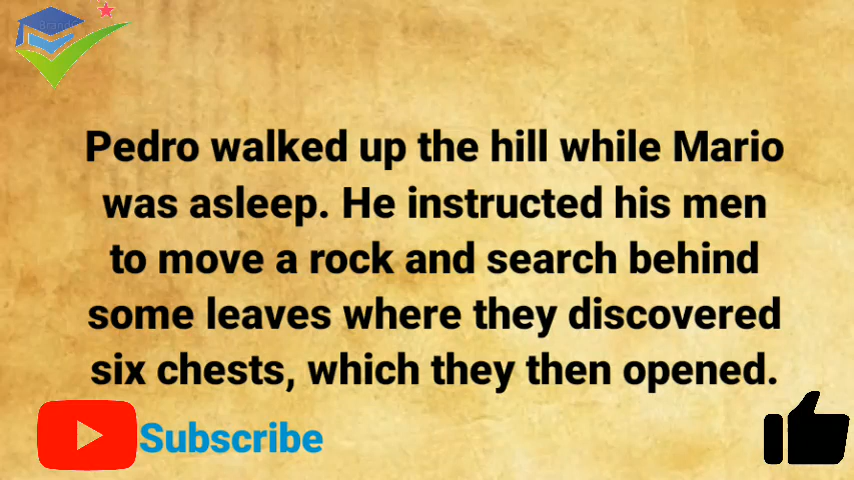 Brands
Pedro walked up the hill while Mario
was asleep. He instructed his men
to move a rock and search behind
some leaves where they discovered
six chests, which they then opened.
Subscribe